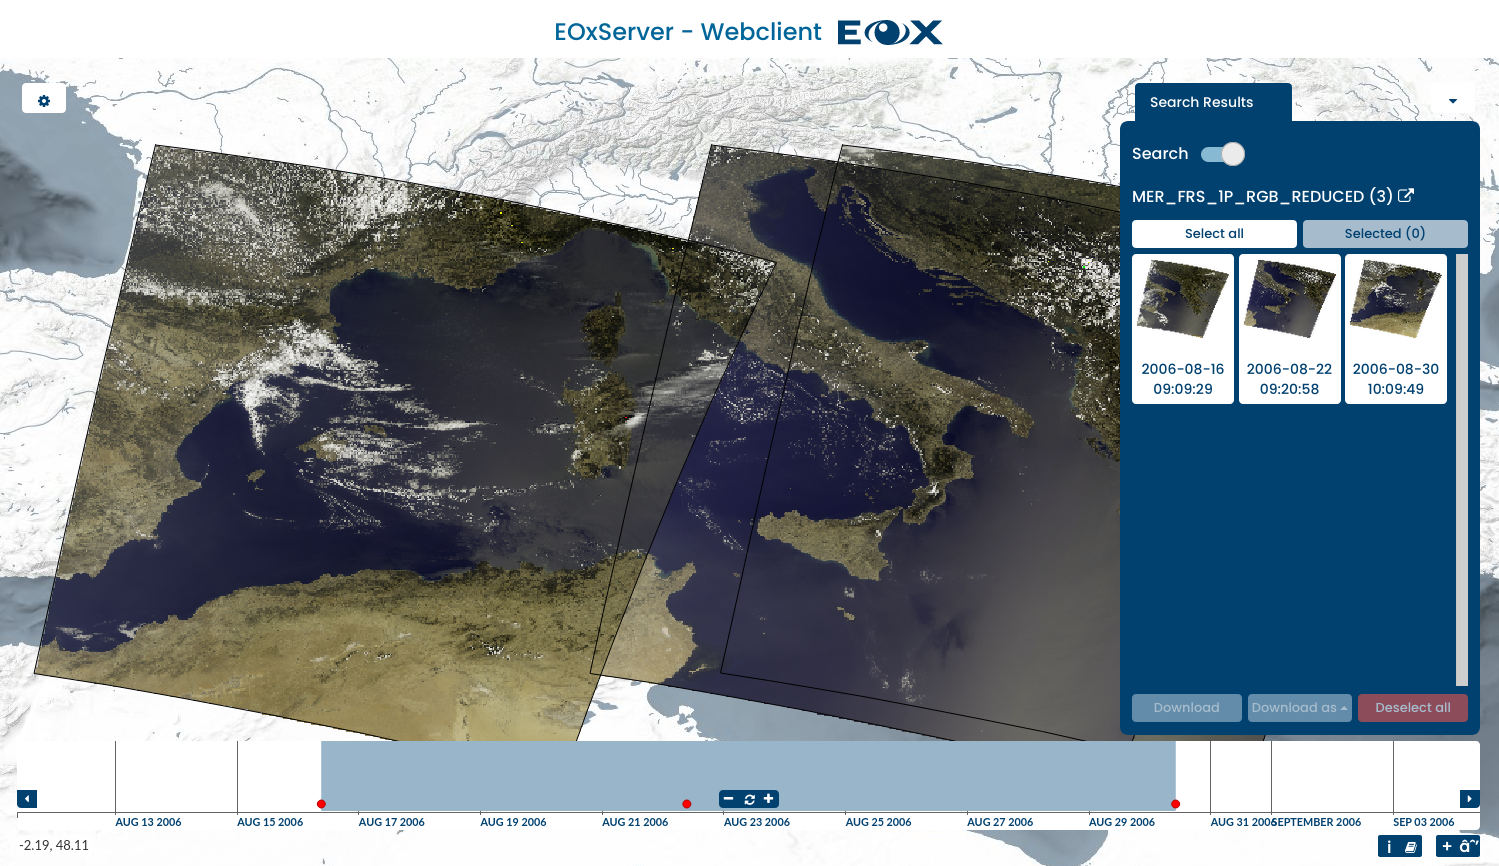 EOxServer - Webclient EOX
Search Results
Search
MER_FRS_1P_RGB_REDUCED (3)
Select all
Selected (0)
2006-08-16
09:09:29
2006-08-22
09:20:58
2006-08-30
10:09:49
Download
Download as
Deselect all
AUG 13 2006
AUG 15 2006
AUG 17 2006
AUG 19 2006
AUG 21 2006
AUG 23 2006
AUG 25 2006
AUG 27 2006
AUG 29 2006
AUG 31 2006
SEPTEMBER 2006
SEP 03 2006
-2.19, 48.11